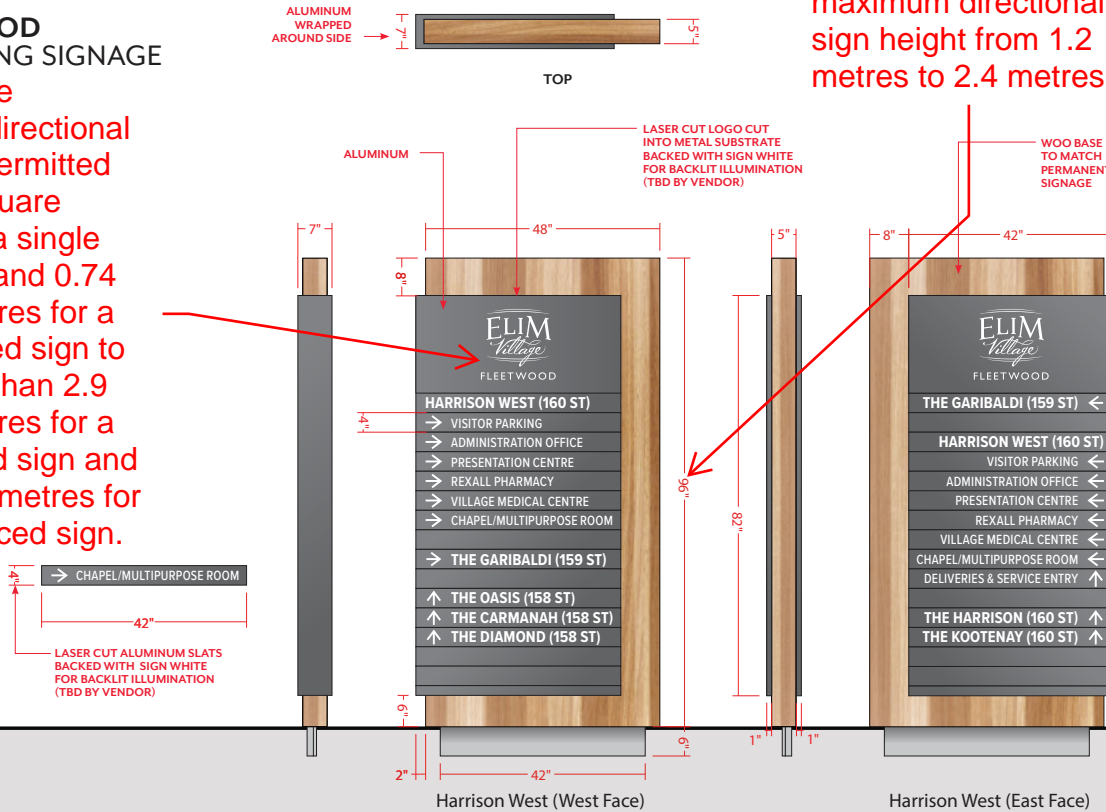 OOD
NG SIGNAGE
e
directional
ermitted
uare
a single
and 0.74
res for a
ed sign to
than 2.9
res for a
d sign and
metres for
ced sign.
ALUMINUM
WRAPPED
AROUND SIDE
7"
5"
TOP
maximum directional
sign height from 1.2
metres to 2.4 metres
ALUMINUM
LASER CUT LOGO CUT
INTO METAL SUBSTRATE
BACKED WITH SIGN WHITE
FOR BACKLIT ILLUMINATION
(TBD BY VENDOR)
WOO BASE
TO MATCH
PERMANENT
SIGNAGE
7"
48"
5"
8"
42"
8"
ELIM
Village
FLEETWOOD
HARRISON WEST (160 ST)
→ VISITOR PARKING
→ ADMINISTRATION OFFICE
→ PRESENTATION CENTRE
→ REXALL PHARMACY
→ VILLAGE MEDICAL CENTRE
→ CHAPEL/MULTIPURPOSE ROOM
→ THE GARIBALDI (159 ST)
↑ THE OASIS (158 ST)
↑ THE CARMANAH (158 ST)
↑ THE DIAMOND (158 ST)
4"
96"
82"
6"
6"
2"
42"
1"
1"
Harrison West (West Face)
ELIM
Village
FLEETWOOD
THE GARIBALDI (159 ST) ←
HARRISON WEST (160 ST)
VISITOR PARKING ←
ADMINISTRATION OFFICE ←
PRESENTATION CENTRE ←
REXALL PHARMACY ←
VILLAGE MEDICAL CENTRE ←
CHAPEL/MULTIPURPOSE ROOM ←
DELIVERIES & SERVICE ENTRY ↑
THE HARRISON (160 ST) ↑
THE KOOTENAY (160 ST) ↑
Harrison West (East Face)
4"
→ CHAPEL/MULTIPURPOSE ROOM
42"
LASER CUT ALUMINUM SLATS
BACKED WITH SIGN WHITE
FOR BACKLIT ILLUMINATION
(TBD BY VENDOR)